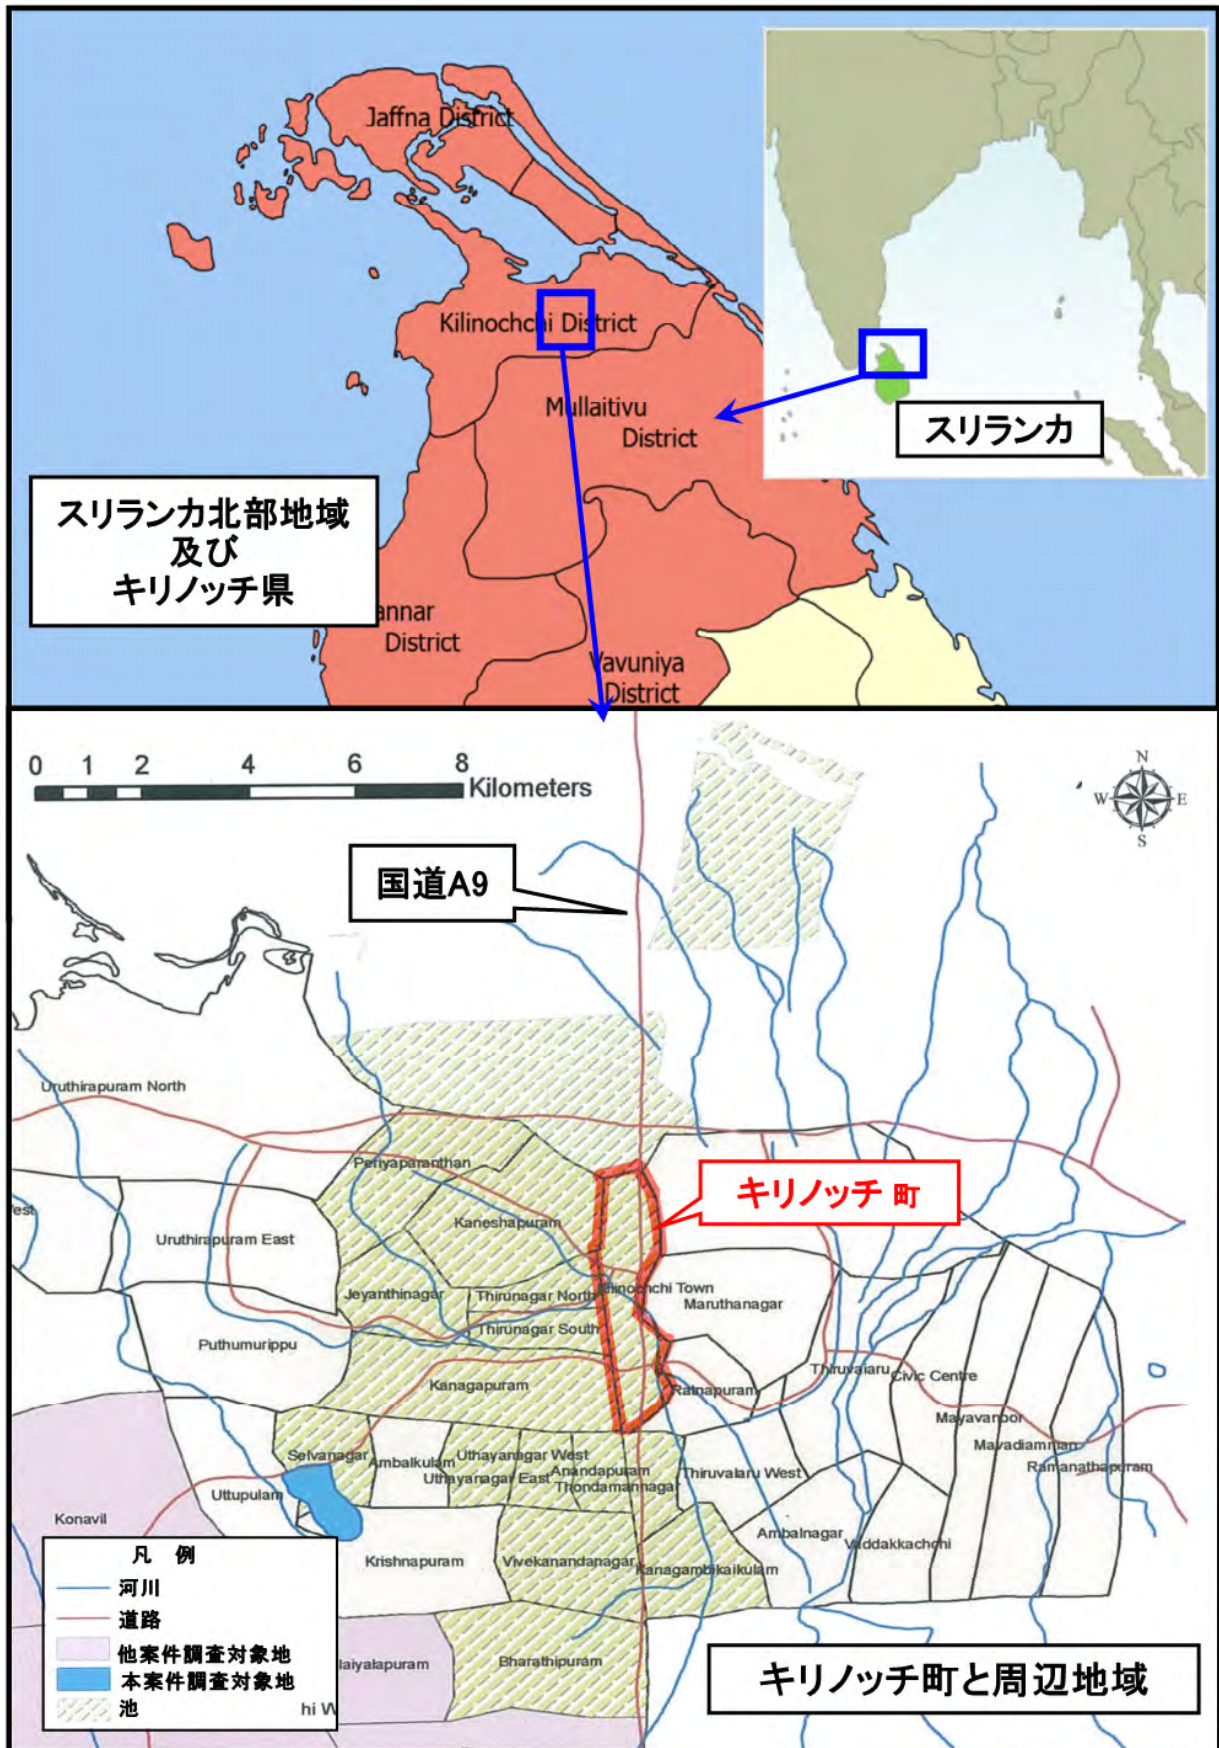 Jaffna District
Kilinochchi District
Mullaitivu
District
スリランカ
スリランカ北部地域
及び
キリノッチ県
annar
District
Vavuniya
District
0 1 2 4 6 8
Kilometers
N
W E
S
国道A9
Uruthirapuram North
Periyaparanthan
キリノッチ 町
est
Uruthirapuram East
Kaneshapuram
Jeyanthinagar
Thirunagar North
Kilinochchi Town
Maruthanagar
Thirunagar South
Puthumurippu
Kanagapuram
Ratnapuram
Thiruvaiaru
Civic Centre
Mayavanoor
Mavadiamman
Ramanathapuram
Selvanagar
Ambalkulam
Uthayanagar West
Uthayanagar East
Anandapuram
Thondamannagar
Thiruvalaru West
Uttupulam
Konavil
Ambalnagar
Vaddakkachchi
Krishnapuram
Vivekanandanagar
Kanagambikaikulam
凡 例
河川
道路
他案件調査対象地
本案件調査対象地
池
laiyalapuram
Bharathipuram
hi W
キリノッチ町と周辺地域